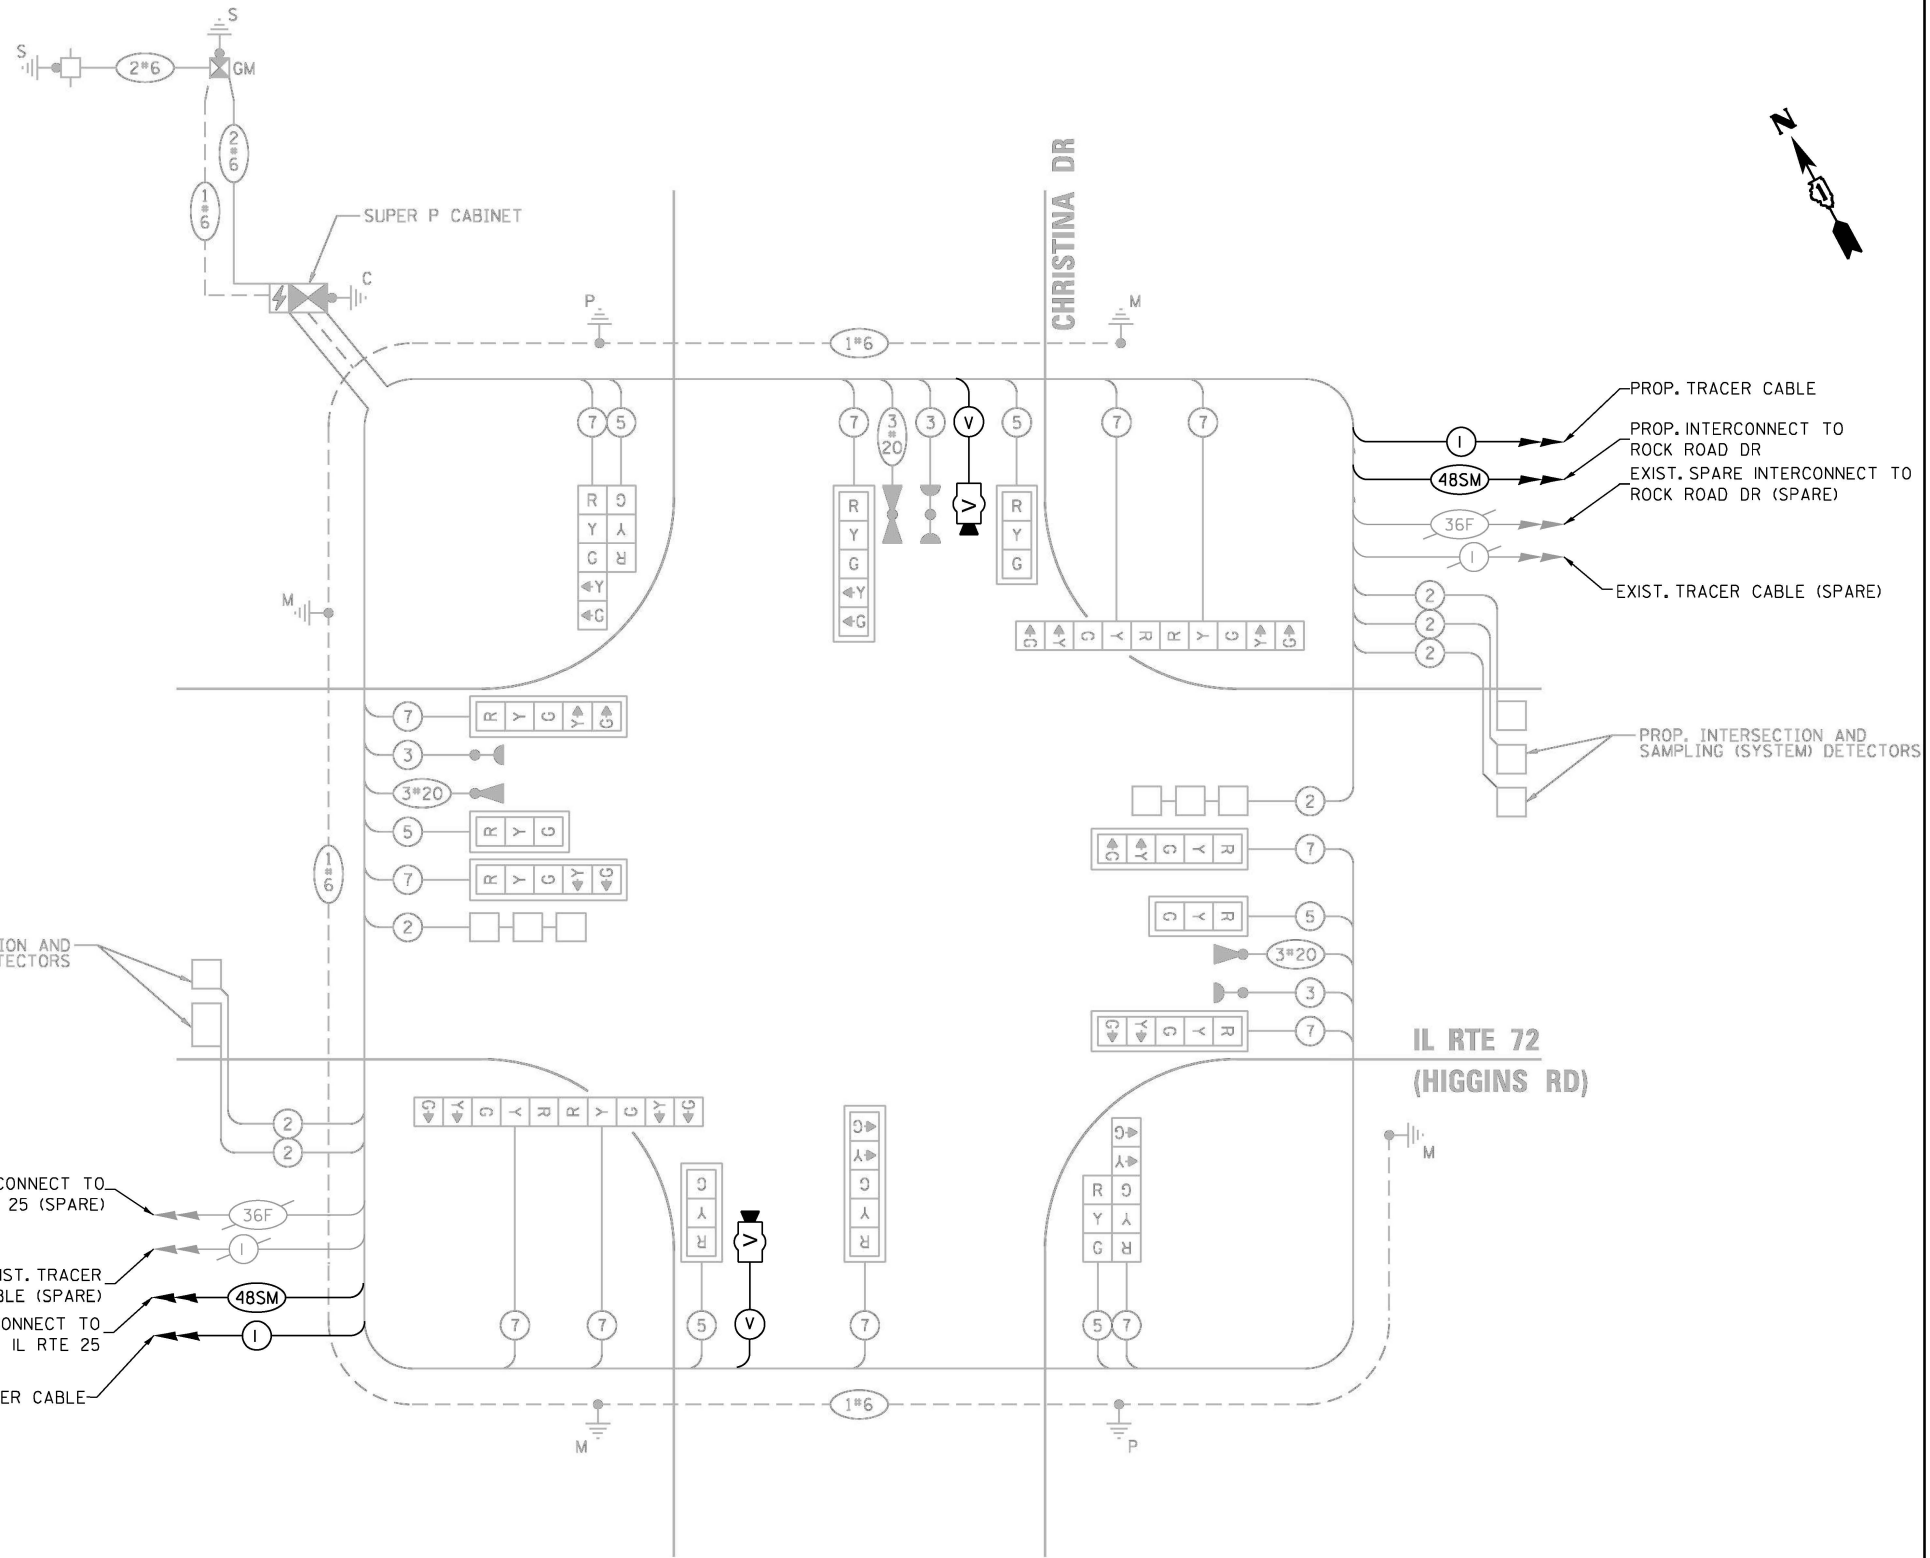 S
S
2#6
GM
2#6
1#6
SUPER P CABINET
C
N
CHRISTINA DR
P
M
1#6
7
5
7
3#20
3
V
5
7
7
PROP. TRACER CABLE
I
PROP. INTERCONNECT TO
ROCK ROAD DR
48SM
EXIST. SPARE INTERCONNECT TO
ROCK ROAD DR (SPARE)
36F
I
EXIST. TRACER CABLE (SPARE)
R G
Y Y
G R
Y
G
R
Y
G
Y
G
V
R
Y
G
2
2
2
M
G Y G Y R R Y G Y G
7
R Y G Y G
3
3#20
5
R Y G
7
R Y G Y G
2
1#6
PROP. INTERSECTION AND
SAMPLING (SYSTEM) DETECTORS
2
G Y G Y R
7
G Y R
5
3#20
3
G Y G Y R
7
ION AND
TECTORS
IL RTE 72
(HIGGINS RD)
2
2
G Y G Y R R Y G Y G
G
Y
R
V
G
Y
G
Y
R
G
Y
R G
Y Y
G R
M
CONNECT TO
25 (SPARE)
36F
I
IST. TRACER
BLE (SPARE)
48SM
ONNECT TO
IL RTE 25
I
ER CABLE
7
7
5
V
7
5
7
1#6
M
P